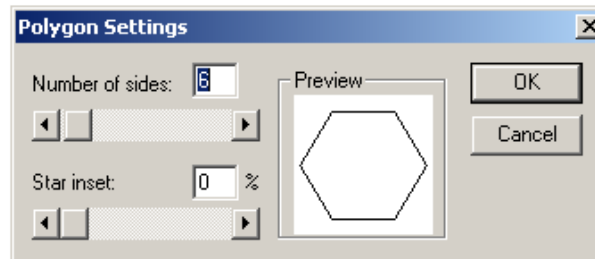 Polygon Settings
Number of sides: 6
Preview
OK
Cancel
Star inset: 0 %